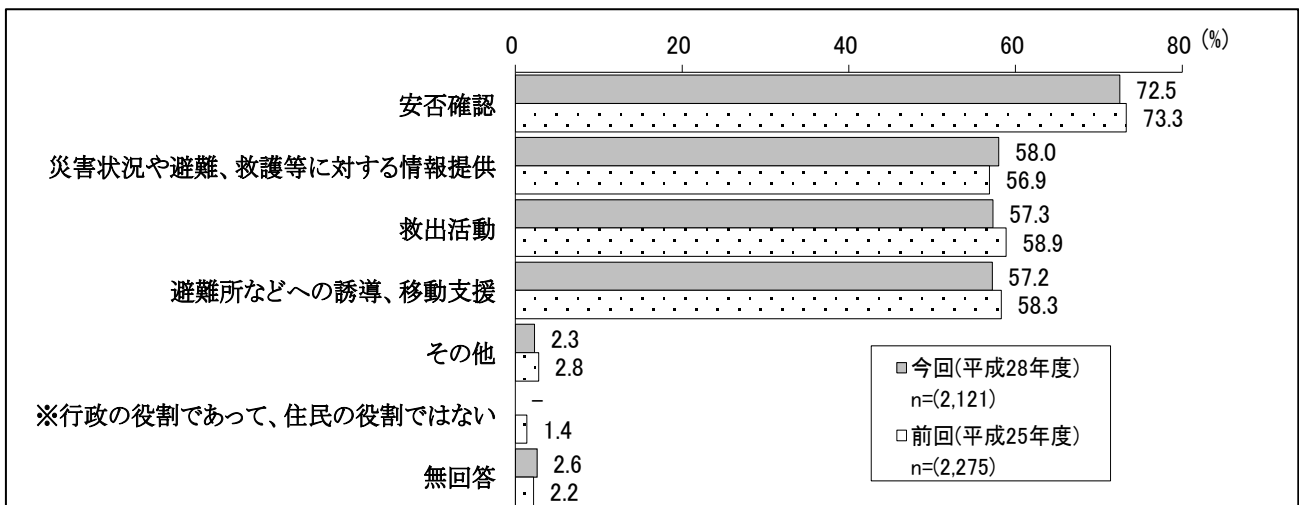 0 20 40 60 80 (%)
安否確認 72.5
73.3
災害状況や避難、救護等に対する情報提供 58.0
56.9
救出活動 57.3
58.9
避難所などへの誘導、移動支援 57.2
58.3
その他 2.3
2.8
※行政の役割であって、住民の役割ではない –
1.4
無回答 2.6
2.2
今回(平成28年度)
n=(2,121)
前回(平成25年度)
n=(2,275)